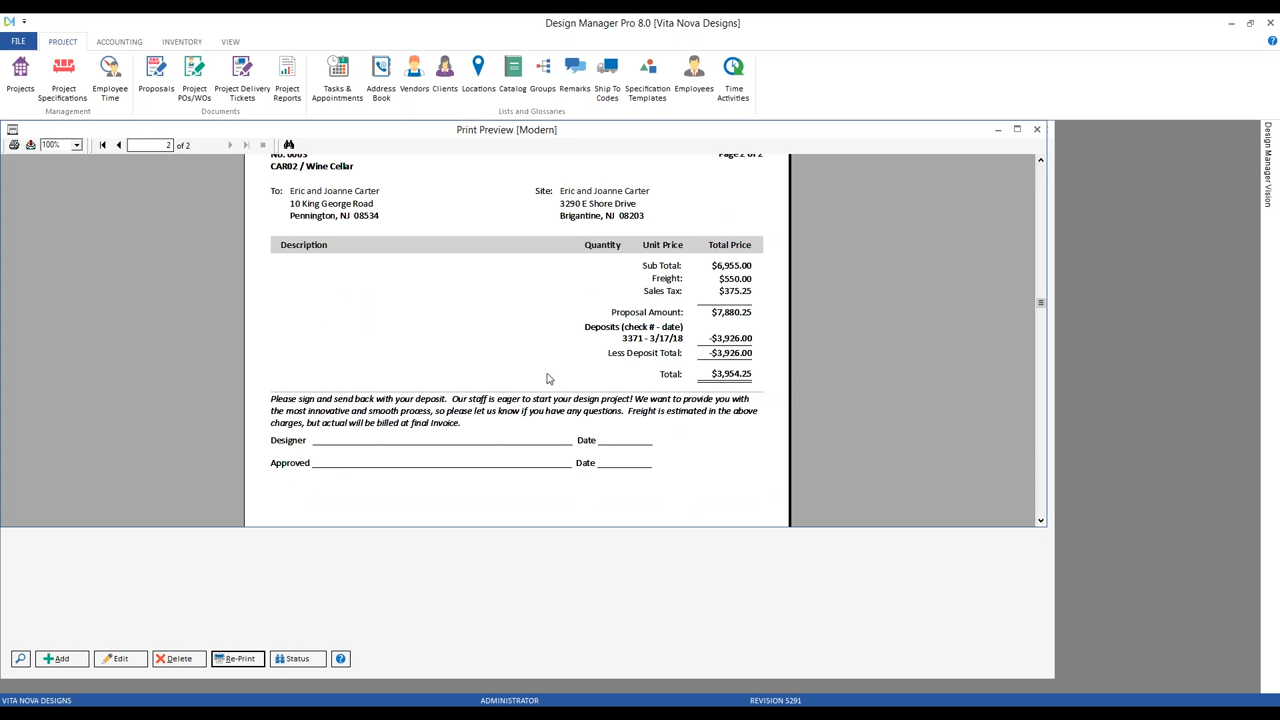 Design Manager Pro 8.0 [Vita Nova Designs]
FILE PROJECT ACCOUNTING INVENTORY VIEW
Projects
Project Specifications
Employee Time
Proposals
Project POs/WOs
Project Delivery Tickets
Project Reports
Tasks & Appointments
Address Book
Vendors
Clients
Locations
Catalog
Groups
Remarks
Ship To Codes
Specification Templates
Employees
Time Activities
Management Documents Lists and Glossaries
Print Preview [Modern]
100% 2 of 2
No. 0003 Page 2 of 2
CAR02 / Wine Cellar
To: Eric and Joanne Carter Site: Eric and Joanne Carter
10 King George Road 3290 E Shore Drive
Pennington, NJ 08534 Brigantine, NJ 08203
Description Quantity Unit Price Total Price
Sub Total: $6,955.00
Freight: $550.00
Sales Tax: $375.25
Proposal Amount: $7,880.25
Deposits (check # - date)
3371 - 3/17/18 -$3,926.00
Less Deposit Total: -$3,926.00
Total: $3,954.25
Please sign and send back with your deposit. Our staff is eager to start your design project! We want to provide you with
the most innovative and smooth process, so please let us know if you have any questions. Freight is estimated in the above
charges, but actual will be billed at final invoice.
Designer Date
Approved Date
Add Edit Delete Re-Print Status
VITA NOVA DESIGNS ADMINISTRATOR REVISION 5291
Design Manager Vision